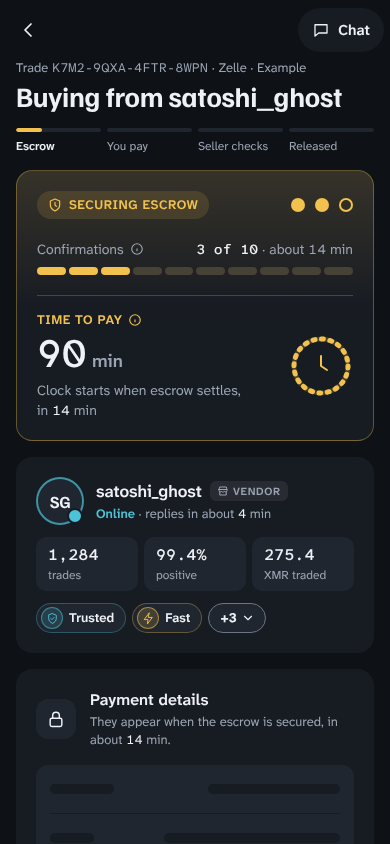 Chat
Trade K7M2-9QXA-4FTR-8WPN · Zelle · Example
Buying from satoshi_ghost
Escrow
You pay
Seller checks
Released
SECURING ESCROW
Confirmations
3 of 10 · about 14 min
TIME TO PAY
90 min
Clock starts when escrow settles,
in 14 min
SG
satoshi_ghost
VENDOR
Online · replies in about 4 min
1,284
99.4%
275.4
trades
positive
XMR traded
Trusted
Fast
+3
Payment details
They appear when the escrow is secured, in
about 14 min.